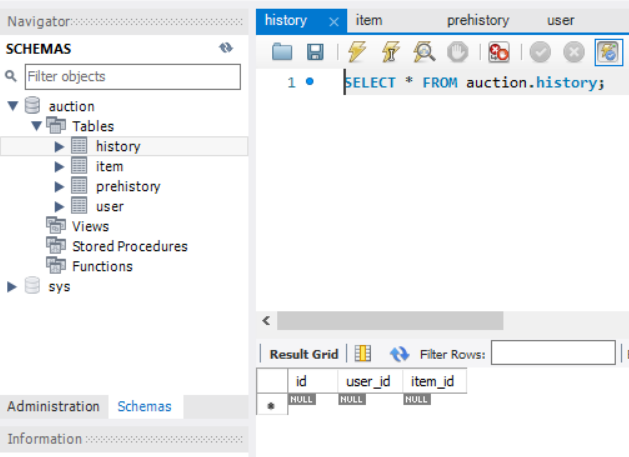 Navigator
SCHEMAS
Filter objects
auction
Tables
history
item
prehistory
user
Views
Stored Procedures
Functions
sys
Administration Schemas
Information
history item prehistory user
1 SELECT * FROM auction.history;
Result Grid Filter Rows:
id user_id item_id
NULL NULL NULL